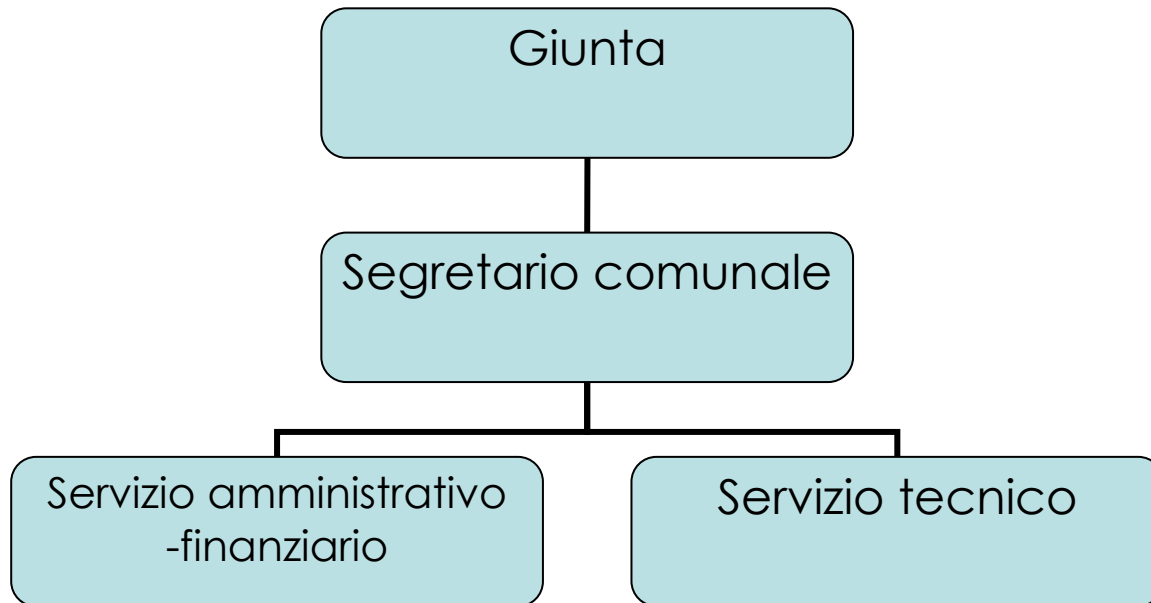 Giunta
Segretario comunale
Servizio amministrativo
-finanziario
Servizio tecnico